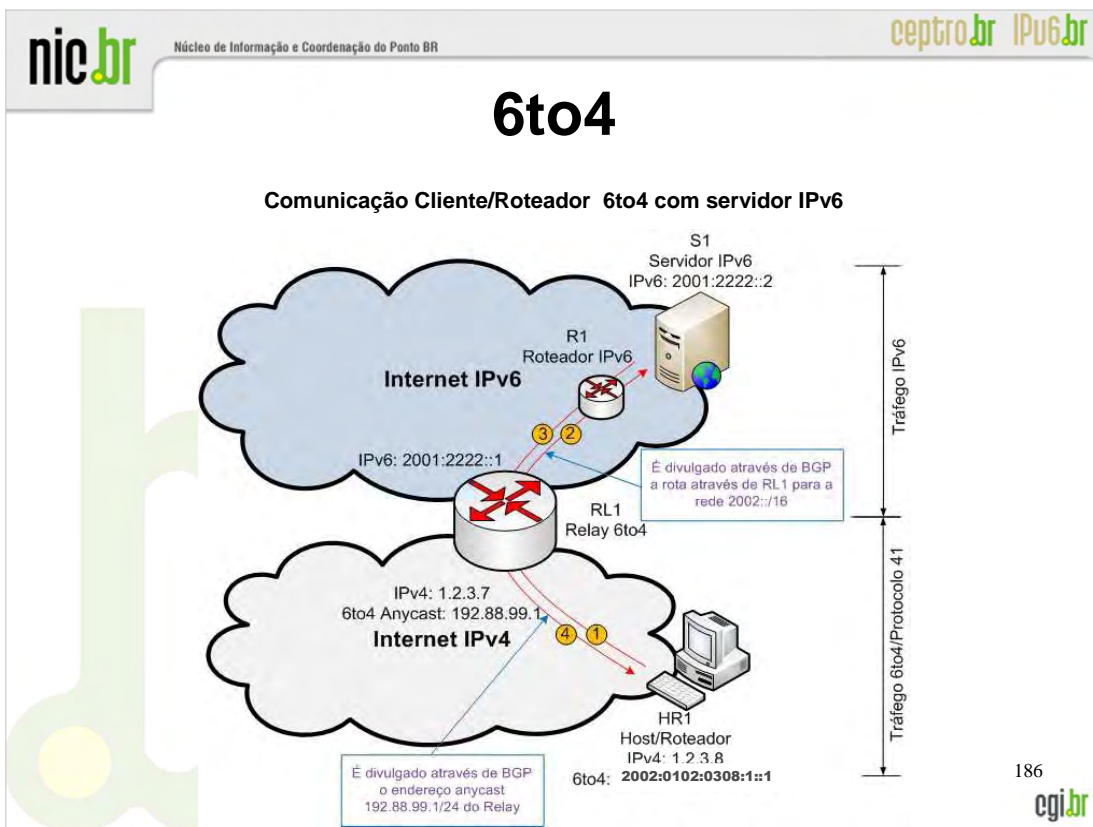 nic.br
Núcleo de Informação e Coordenação do Ponto BR
ceptro.br IPv6.br
6to4
Comunicação Cliente/Roteador 6to4 com servidor IPv6
S1
Servidor IPv6
IPv6: 2001:2222::2
R1
Roteador IPv6
Internet IPv6
3 2
IPv6: 2001:2222::1
É divulgado através de BGP
a rota através de RL1 para a
rede 2002::/16
RL1
Relay 6to4
Tráfego IPv6
IPv4: 1.2.3.7
6to4 Anycast: 192.88.99.1
Internet IPv4
4 1
Tráfego 6to4/Protocolo 41
HR1
Host/Roteador
IPv4: 1.2.3.8
6to4: 2002:0102:0308:1::1
É divulgado através de BGP
o endereço anycast
192.88.99.1/24 do Relay
186
cgi.br